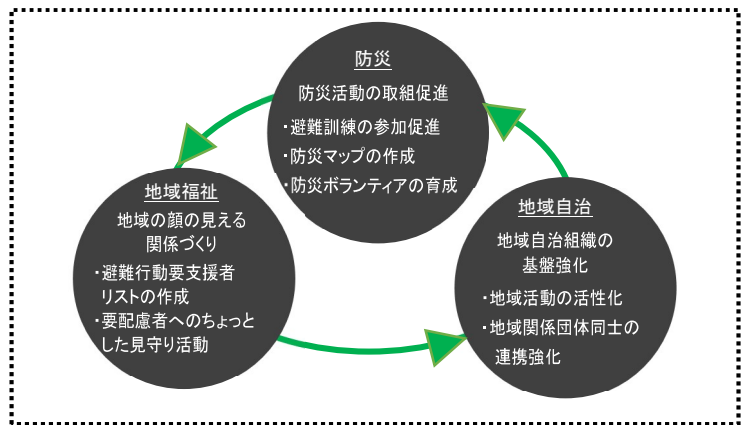 防災
防災活動の取組促進
・避難訓練の参加促進
・防災マップの作成
・防災ボランティアの育成
地域福祉
地域の顔の見える
関係づくり
・避難行動要支援者
リストの作成
・要配慮者へのちょっと
した見守り活動
地域自治
地域自治組織の
基盤強化
・地域活動の活性化
・地域関係団体同士の
連携強化